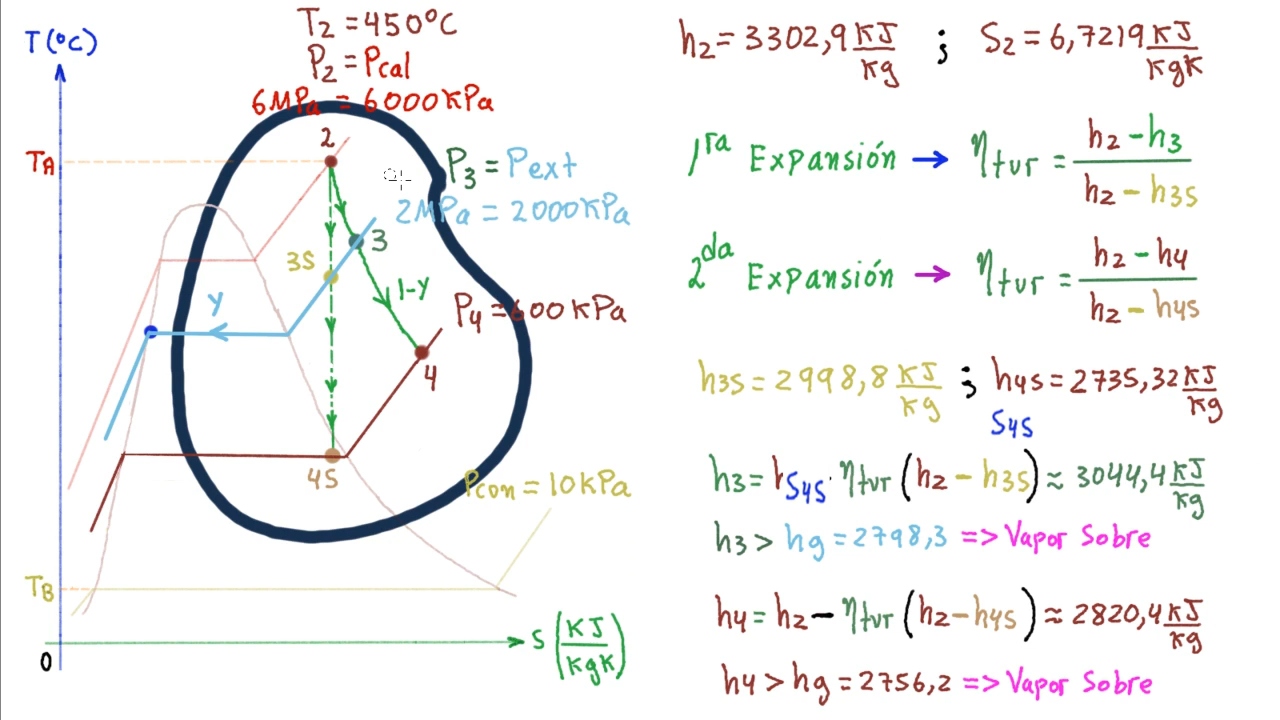 T(°C)
T₂ = 450°C
P₂ = Pcal
6MPa = 6000KPa
TA
2
P₃ = Pext
2MPa = 2000KPa
3
3S
Y
1-Y
P₄ = 600KPa
4
4S
Pcon = 10KPa
TB
0
S (KJ/KgK)
h₂ = 3302,9 KJ/Kg ; S₂ = 6,7219 KJ/KgK
1ra Expansión → ηtur = (h₂ - h₃)/(h₂ - h₃s)
2da Expansión → ηtur = (h₂ - h₄)/(h₂ - h₄s)
h₃s = 2998,8 KJ/Kg ; h₄s = 2735,32 KJ/Kg
S₄s
h₃ = S₄s ηtur (h₂ - h₃s) ≈ 3044,4 KJ/Kg
h₃ > hg = 2798,3 => Vapor Sobre
h₄ = h₂ - ηtur (h₂ - h₄s) ≈ 2820,4 KJ/Kg
h₄ > hg = 2756,2 => Vapor Sobre